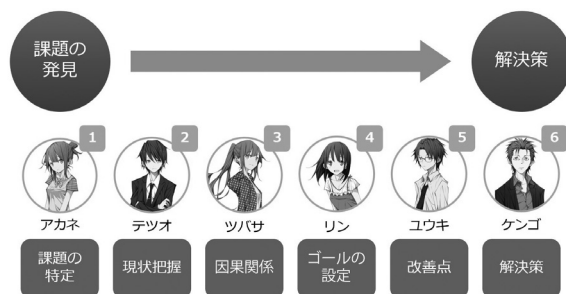 課題の
発見
解決策
1
2
3
4
5
6
アカネ
テツオ
ツバサ
リン
ユウキ
ケンゴ
課題の
特定
現状把握
因果関係
ゴールの
設定
改善点
解決策